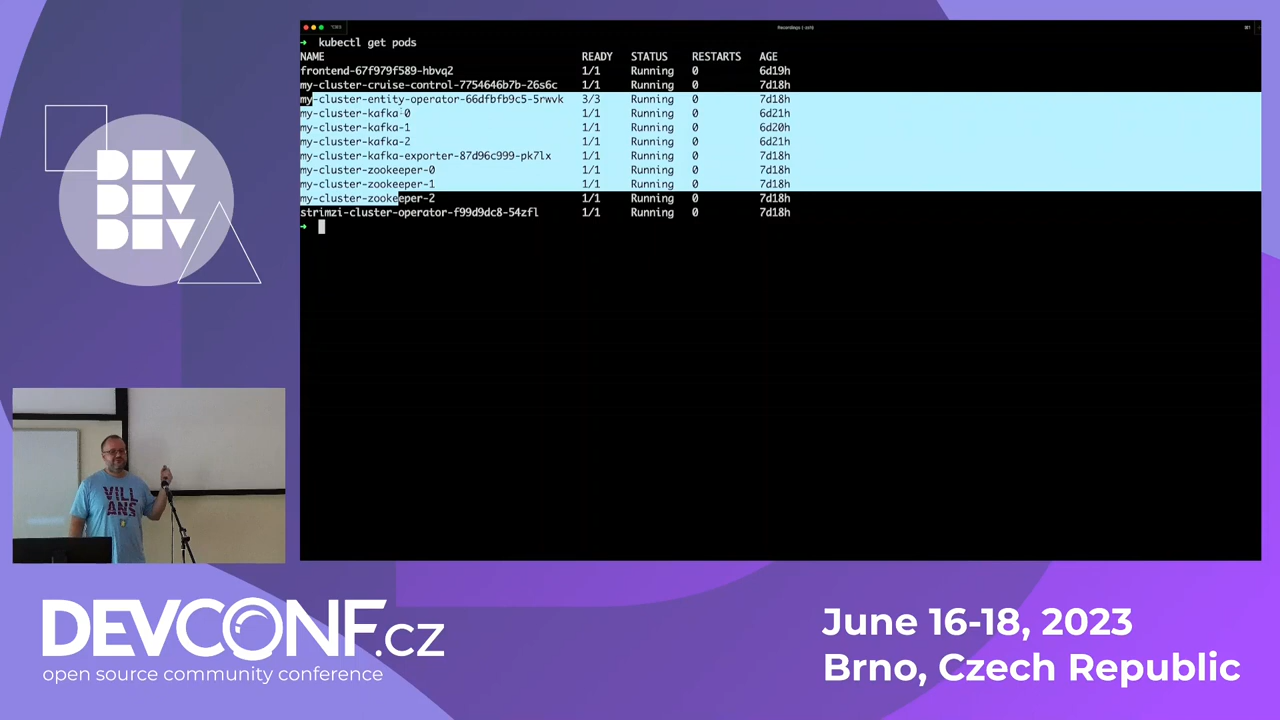 Recordings | zsh
➜ kubectl get pods
NAME READY STATUS RESTARTS AGE
frontend-67f979f589-hbvq2 1/1 Running 0 6d19h
my-cluster-cruise-control-7754646b7b-26s6c 1/1 Running 0 7d18h
my-cluster-entity-operator-66dfbfb9c5-5rwvk 3/3 Running 0 7d18h
my-cluster-kafka-0 1/1 Running 0 6d21h
my-cluster-kafka-1 1/1 Running 0 6d20h
my-cluster-kafka-2 1/1 Running 0 6d21h
my-cluster-kafka-exporter-87d96c999-pk7lx 1/1 Running 0 7d18h
my-cluster-zookeeper-0 1/1 Running 0 7d18h
my-cluster-zookeeper-1 1/1 Running 0 7d18h
my-cluster-zookeeper-2 1/1 Running 0 7d18h
strimzi-cluster-operator-f99d9dc8-54zfl 1/1 Running 0 7d18h
➜
DEV
DEV
DEV
VILL
ANS
DEVCONF.cz
open source community conference
June 16-18, 2023
Brno, Czech Republic